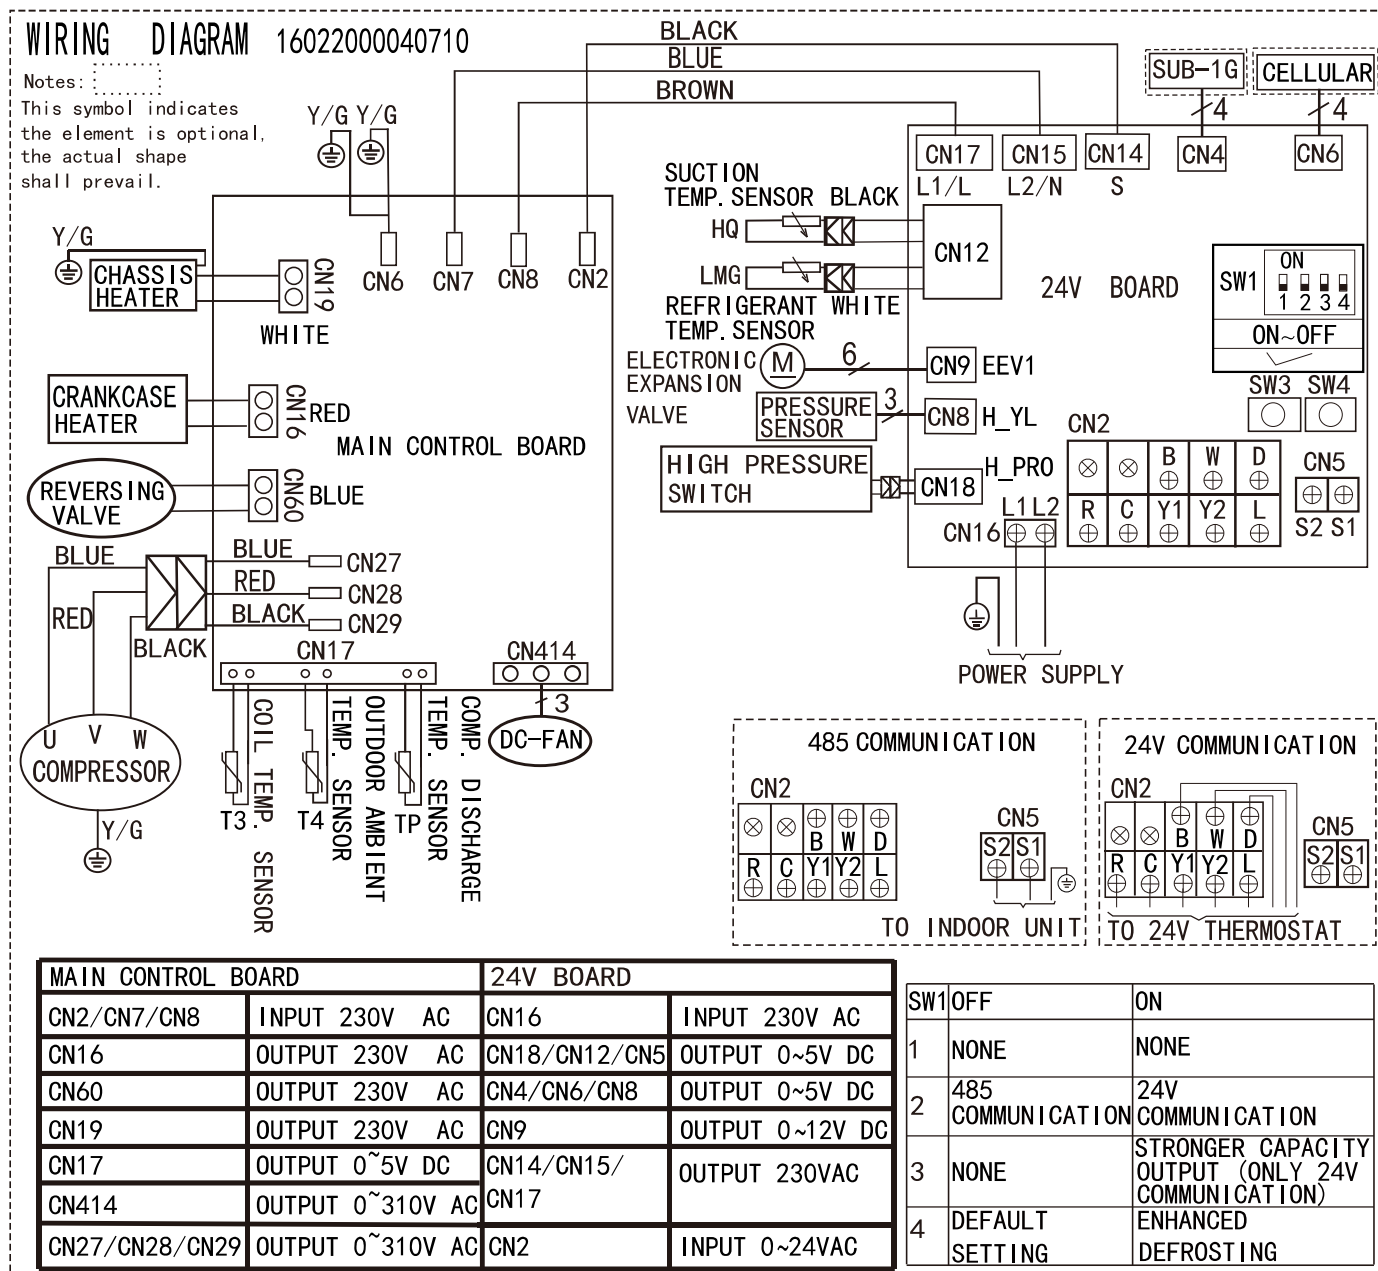 WIRING DIAGRAM 16022000040710
Notes:
This symbol indicates
the element is optional,
the actual shape
shall prevail.
BLACK
BLUE
BROWN
Y/G Y/G
SUB-1G
CELLULAR
4
4
CN17
CN15
CN14
CN4
CN6
L1/L
L2/N
S
SUCTION
TEMP. SENSOR BLACK
HQ
LMG
REFRIGERANT WHITE
TEMP. SENSOR
CN12
24V BOARD
SW1
ON
1 2 3 4
ON~OFF
SW3 SW4
Y/G
CHASSIS
HEATER
CN19
WHITE
CN6
CN7
CN8
CN2
ELECTRONIC
EXPANSION
VALVE
M
6
CN9 EEV1
PRESSURE
SENSOR
3
CN8 H_YL
HIGH PRESSURE
SWITCH
CN18
H_PRO
CN16
L1 L2
CN2
B W D
R C Y1 Y2 L
CN5
S2 S1
POWER SUPPLY
CRANKCASE
HEATER
CN16
RED
MAIN CONTROL BOARD
REVERSING
VALVE
CN60
BLUE
BLUE
RED
BLACK
BLUE
CN27
RED
CN28
BLACK
CN29
CN17
CN414
3
DC-FAN
U V W
COMPRESSOR
Y/G
T3
COIL TEMP. SENSOR
T4
OUTDOOR AMBIENT
TEMP. SENSOR
TP
COMP. DISCHARGE
TEMP. SENSOR
485 COMMUNICATION
CN2
B W D
R C Y1 Y2 L
CN5
S2 S1
TO INDOOR UNIT
24V COMMUNICATION
CN2
B W D
R C Y1 Y2 L
CN5
S2 S1
TO 24V THERMOSTAT
MAIN CONTROL BOARD 24V BOARD
CN2/CN7/CN8 INPUT 230V AC CN16 INPUT 230V AC
CN16 OUTPUT 230V AC CN18/CN12/CN5 OUTPUT 0~5V DC
CN60 OUTPUT 230V AC CN4/CN6/CN8 OUTPUT 0~5V DC
CN19 OUTPUT 230V AC CN9 OUTPUT 0~12V DC
CN17 OUTPUT 0~5V DC CN14/CN15/
CN17 OUTPUT 230VAC
CN414 OUTPUT 0~310V AC
CN27/CN28/CN29 OUTPUT 0~310V AC CN2 INPUT 0~24VAC
SW1 OFF ON
1 NONE NONE
2 485
COMMUNICATION 24V
COMMUNICATION
3 NONE STRONGER CAPACITY
OUTPUT (ONLY 24V
COMMUNICATION)
4 DEFAULT
SETTING ENHANCED
DEFROSTING